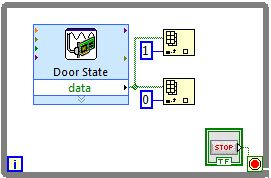 1
Door State
data
0
STOP
TF
i